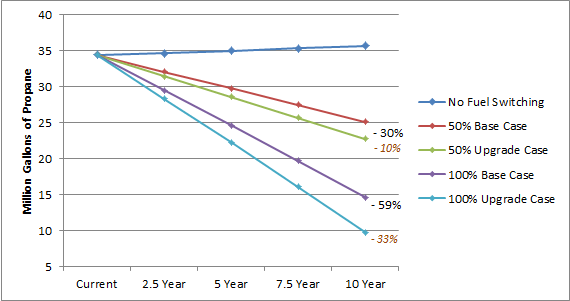 40
35
30
25
20
15
10
5
Million Gallons of Propane
Current
2.5 Year
5 Year
7.5 Year
10 Year
- 30%
- 10%
- 59%
- 33%
No Fuel Switching
50% Base Case
50% Upgrade Case
100% Base Case
100% Upgrade Case